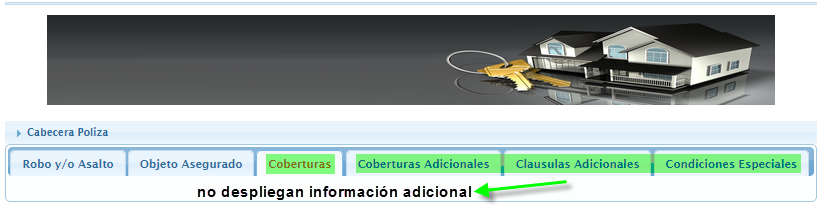 Cabecera Poliza
Robo y/o Asalto Objeto Asegurado Coberturas Coberturas Adicionales Clausulas Adicionales Condiciones Especiales
no despliegan información adicional